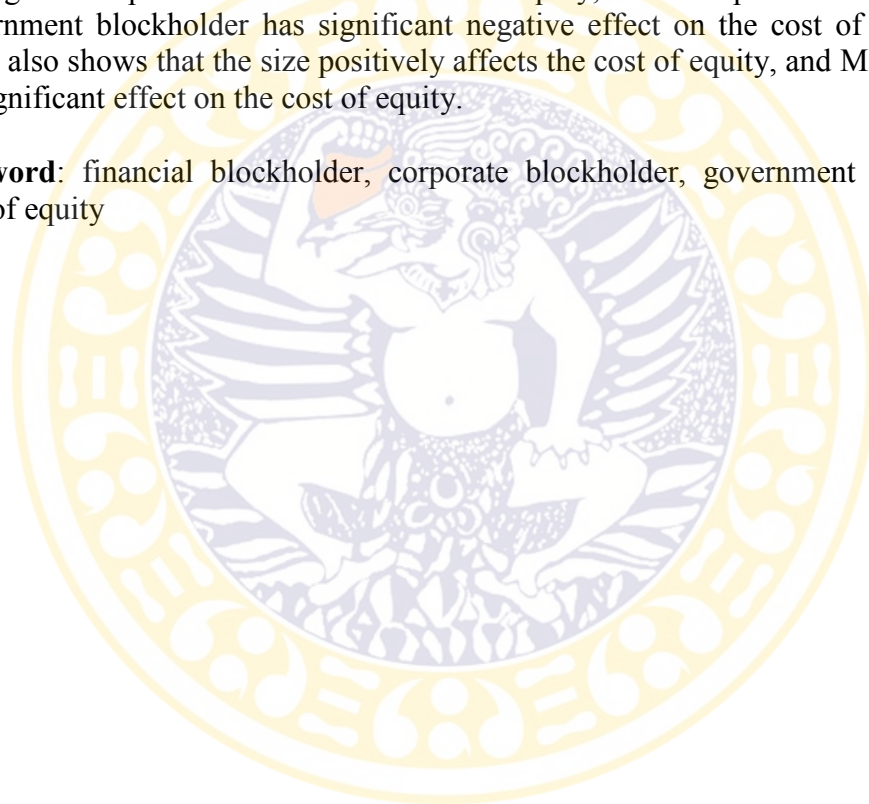 rnment blockholder has significant negative effect on the cost of
also shows that the size positively affects the cost of equity, and M
gnificant effect on the cost of equity.
word: financial blockholder, corporate blockholder, government
of equity